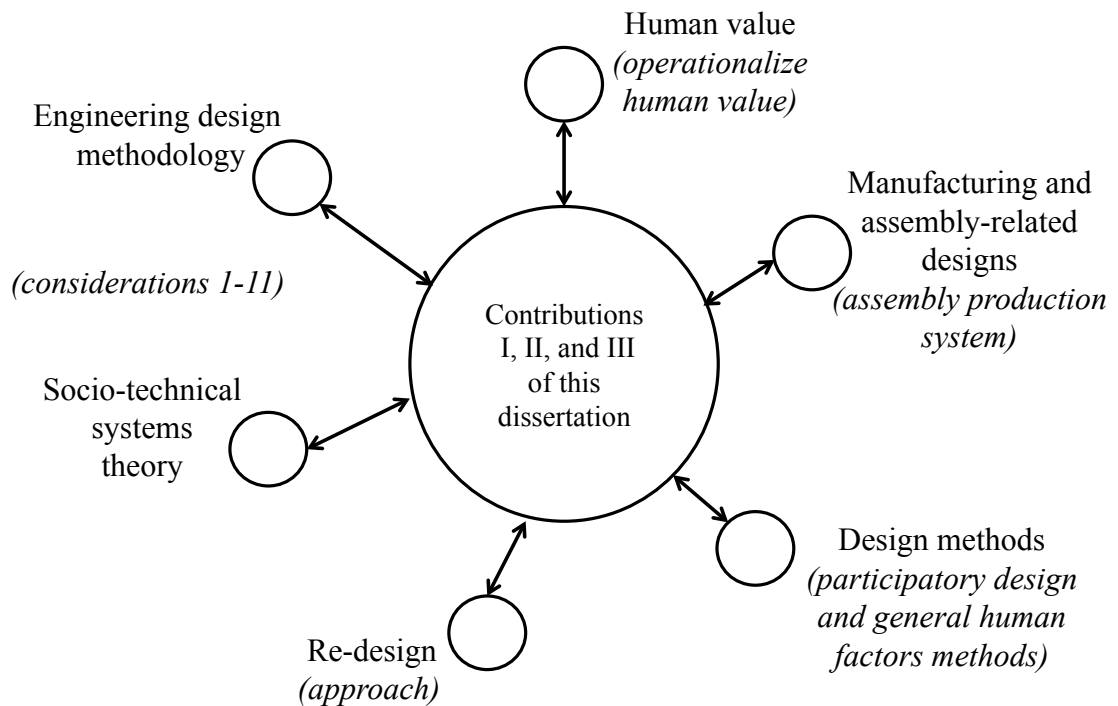 Human value
(operationalize
human value)
Engineering design
methodology
Manufacturing and
assembly-related
designs
(assembly production
system)
(considerations 1-11)
Contributions
I, II, and III
of this
dissertation
Socio-technical
systems
theory
Design methods
(participatory design
and general human
factors methods)
Re-design
(approach)